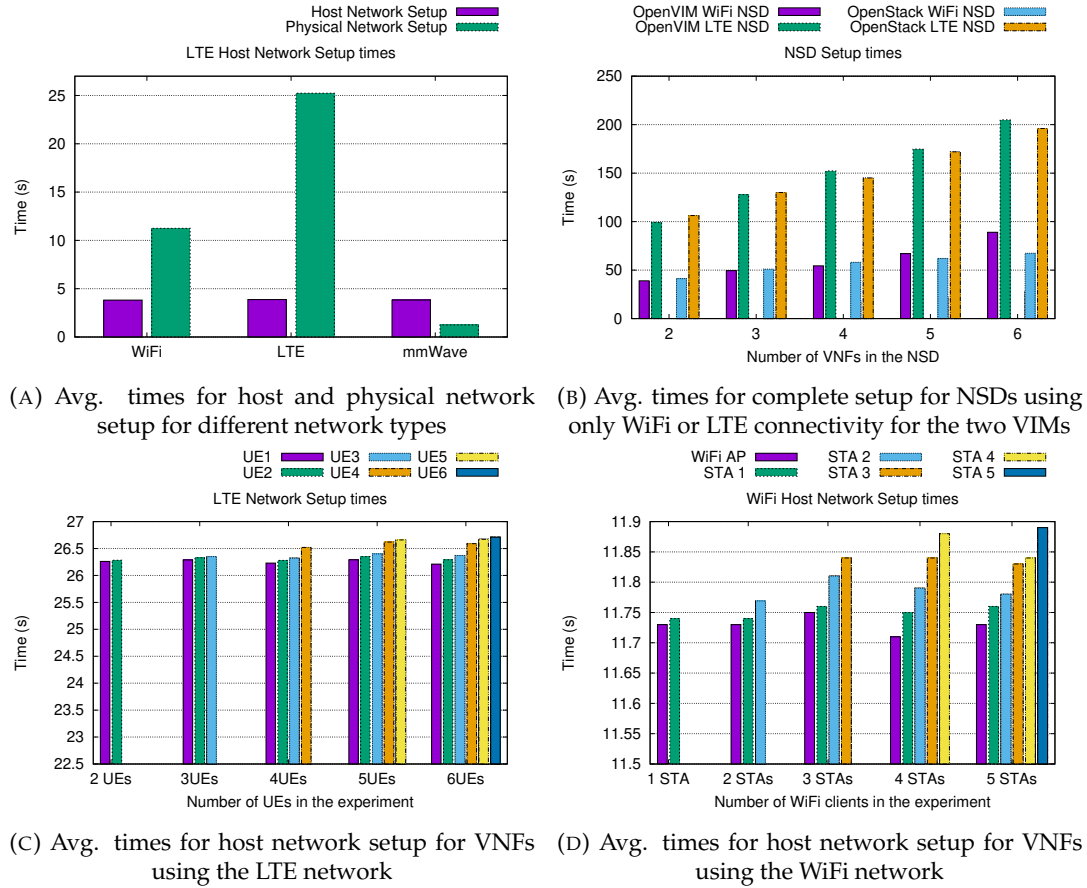 Host Network Setup
Physical Network Setup
LTE Host Network Setup times
Time (s)
25
20
15
10
5
0
WiFi LTE mmWave
(A) Avg. times for host and physical network
setup for different network types
OpenVIM WiFi NSD OpenStack WiFi NSD
OpenVIM LTE NSD OpenStack LTE NSD
NSD Setup times
Time (s)
250
200
150
100
50
0
2 3 4 5 6
Number of VNFs in the NSD
(B) Avg. times for complete setup for NSDs using
only WiFi or LTE connectivity for the two VIMs
UE1 UE3 UE5
UE2 UE4 UE6
LTE Network Setup times
Time (s)
27
26.5
26
25.5
25
24.5
24
23.5
23
22.5
2 UEs 3UEs 4UEs 5UEs 6UEs
Number of UEs in the experiment
(C) Avg. times for host network setup for VNFs
using the LTE network
WiFi AP STA 2 STA 4
STA 1 STA 3 STA 5
WiFi Host Network Setup times
Time (s)
11.9
11.85
11.8
11.75
11.7
11.65
11.6
11.55
11.5
1 STA 2 STAs 3 STAs 4 STAs 5 STAs
Number of WiFi clients in the experiment
(D) Avg. times for host network setup for VNFs
using the WiFi network